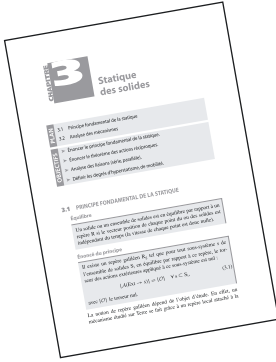 CHAPITRE
3
Statique
des solides
PLAN
3.1 Principe fondamental de la statique
3.2 Analyse des mécanismes
OBJECTIFS
➤ Énoncer le principe fondamental de la statique.
➤ Énoncer le théorème des actions réciproques.
➤ Analyse des liaisons (série, parallèle).
➤ Définir les degrés d'hyperstatisme, de mobilité.
3.1 PRINCIPE FONDAMENTAL DE LA STATIQUE
Équilibre
Un solide ou un ensemble de solides est en équilibre par rapport à un
repère R si le vecteur position de chaque point du ou des solides est
indépendant du temps (la vitesse de chaque point est donc nulle).
Énoncé du principe
Il existe un repère galiléen Rg tel que pour tout sous-système s de
l'ensemble de solides S, en équilibre par rapport à ce repère, le tor-
seur des actions extérieures appliqué à ce sous-système est nul :
{A(Ext → s)} = {O} ∀ s ⊂ S,
(3.1)
avec {O} le torseur nul.
La notion de repère galiléen dépend de l'objet d'étude. En effet, un
mécanisme étudié sur Terre se fait grâce à un repère local attaché à la